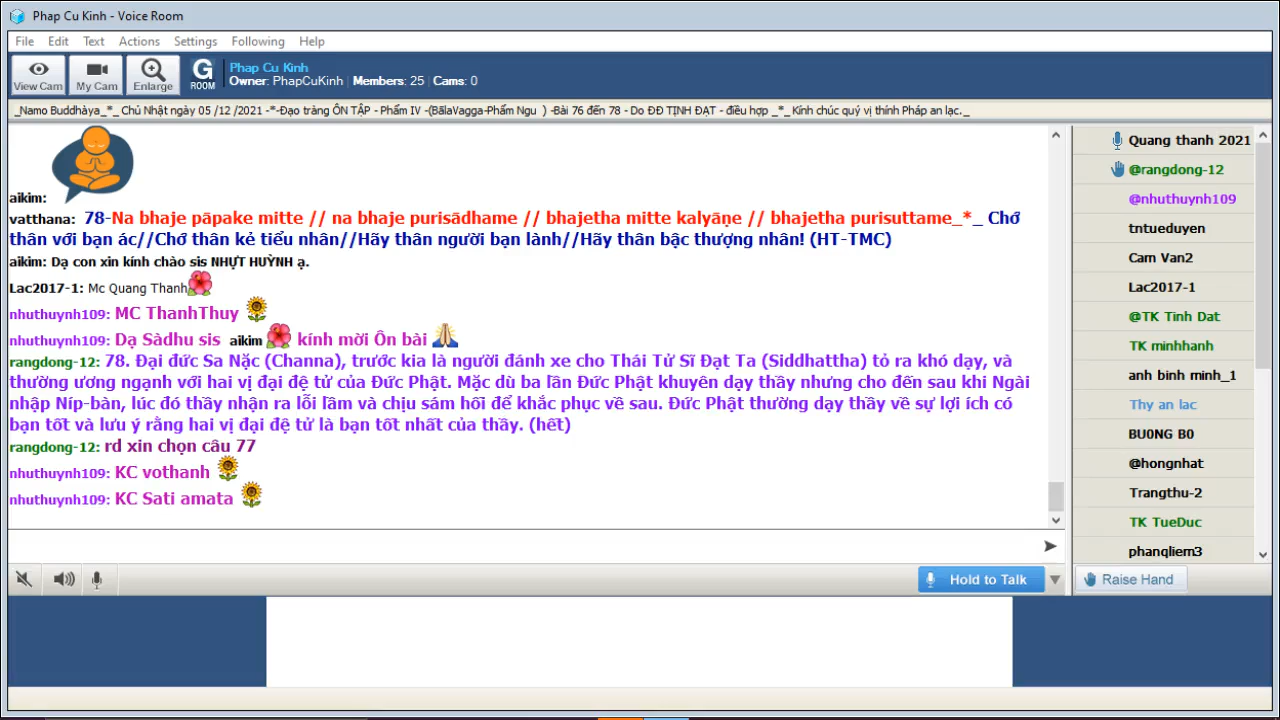 Phap Cu Kinh - Voice Room
File Edit Text Actions Settings Following Help
View Cam My Cam Enlarge G ROOM
Phap Cu Kinh
Owner: PhapCuKinh Members: 25 Cams: 0
_Namo Buddhàya_*_ Chủ Nhật ngày 05 /12 /2021 -*-Đạo tràng ÔN TẬP - Phẩm IV -(BālaVagga-Phẩm Ngu ) -Bài 76 đến 78 - Do ĐĐ TỊNH ĐẠT - điều hợp _*_Kính chúc quý vị thính Pháp an lạc._
aikim:
vatthana: 78-Na bhaje pāpake mitte // na bhaje purisādhame // bhajetha mitte kalyāṇe // bhajetha purisuttame_*_ Chớ
thân với bạn ác//Chớ thân kẻ tiểu nhân//Hãy thân người bạn lành//Hãy thân bậc thượng nhân! (HT-TMC)
aikim: Dạ con xin kính chào sis NHỰT HUỲNH ạ.
Lac2017-1: Mc Quang Thanh
nhuthuynh109: MC ThanhThuy
nhuthuynh109: Dạ Sàdhu sis aikim kính mời Ôn bài
rangdong-12: 78. Đại đức Sa Nặc (Channa), trước kia là người đánh xe cho Thái Tử Sĩ Đạt Ta (Siddhattha) tỏ ra khó dạy, và
thường ương ngạnh với hai vị đại đệ tử của Đức Phật. Mặc dù ba lần Đức Phật khuyên dạy thầy nhưng cho đến sau khi Ngài
nhập Níp-bàn, lúc đó thầy nhận ra lỗi lầm và chịu sám hối để khắc phục về sau. Đức Phật thường dạy thầy về sự lợi ích có
bạn tốt và lưu ý rằng hai vị đại đệ tử là bạn tốt nhất của thầy. (hết)
rangdong-12: rd xin chọn câu 77
nhuthuynh109: KC vothanh
nhuthuynh109: KC Sati amata
Quang thanh 2021
@rangdong-12
@nhuthuynh109
tntueduyen
Cam Van2
Lac2017-1
@TK Tinh Dat
TK minhhanh
anh binh minh_1
Thy an lac
BU0NG B0
@hongnhat
Trangthu-2
TK TueDuc
phanqliem3
Hold to Talk
Raise Hand